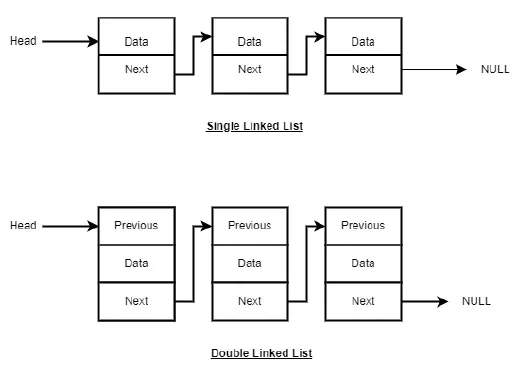 Head
Data
Data
Data
Next
Next
Next
NULL
Single Linked List
Head
Previous
Previous
Previous
Data
Data
Data
Next
Next
Next
NULL
Double Linked List